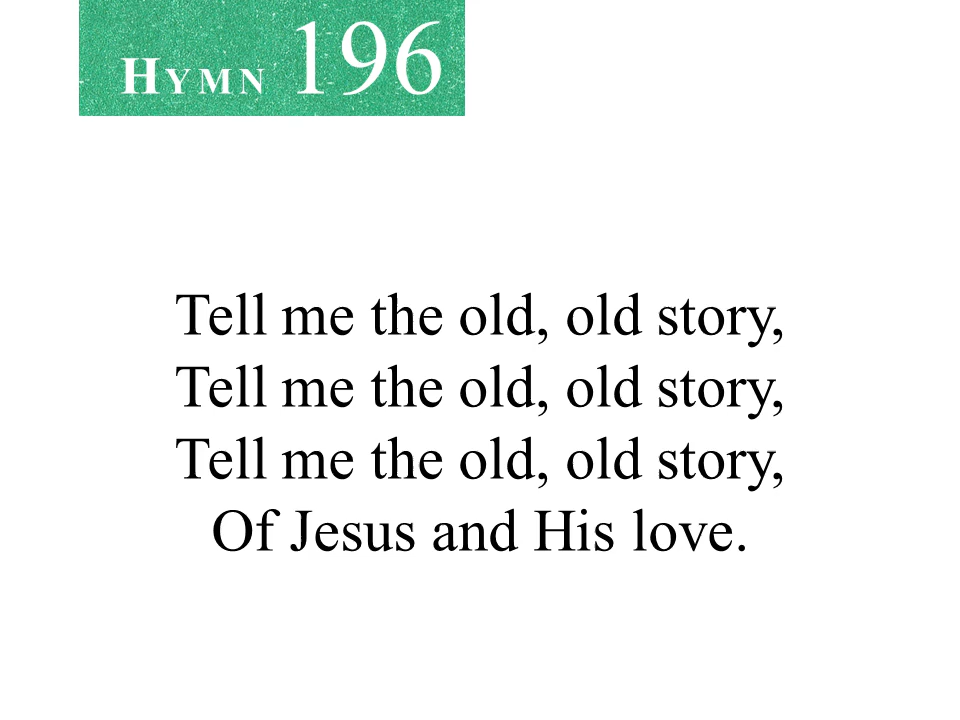 HYMN 196
Tell me the old, old story,
Tell me the old, old story,
Tell me the old, old story,
Of Jesus and His love.